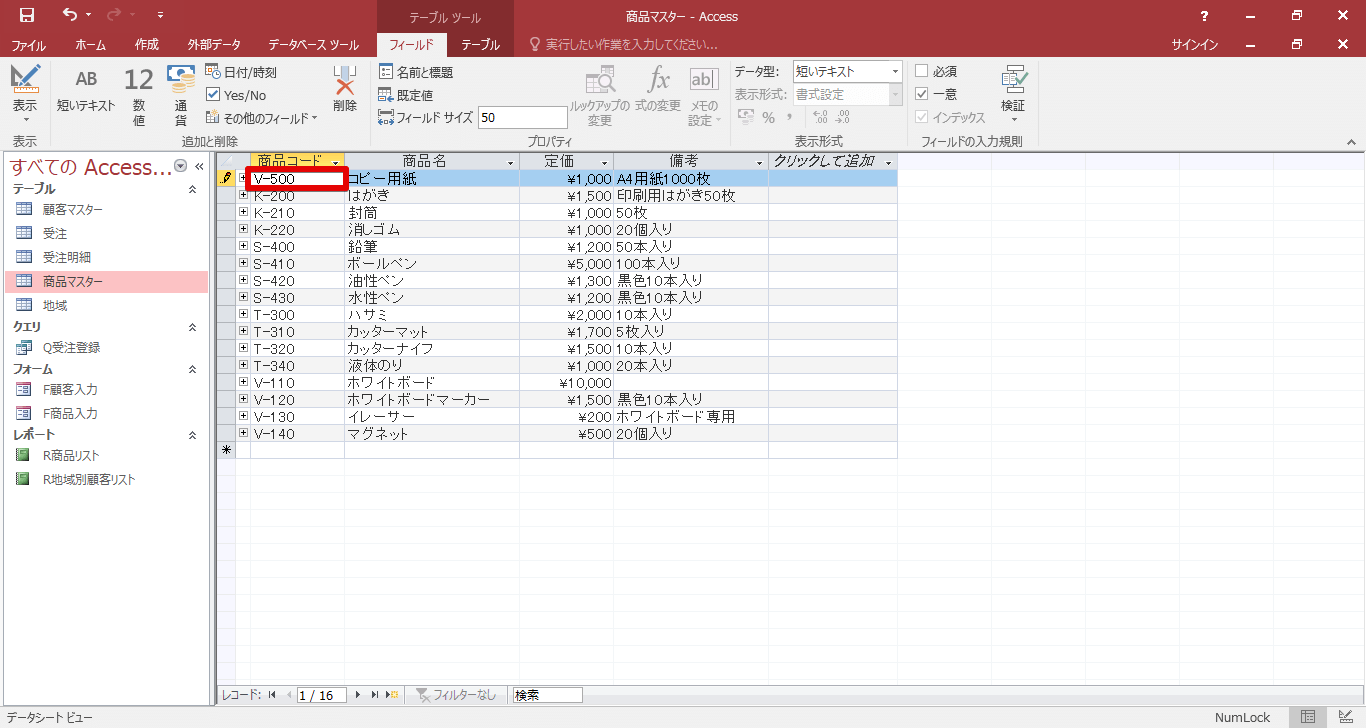 テーブル ツール
商品マスター - Access
?
ファイル ホーム 作成 外部データ データベース ツール フィールド テーブル 実行したい作業を入力してください... サインイン
表示
表示
AB
短いテキスト
12
数値
通貨
日付/時刻
Yes/No
その他のフィールド
削除
追加と削除
名前と標題
既定値
フィールド サイズ 50
ルックアップの変更
fx
式の変更
ab|
メモの設定
プロパティ
データ型: 短いテキスト
表示形式: 書式設定
%
表示形式
必須
一意
インデックス
検証
フィールドの入力規則
すべての Access...
テーブル
顧客マスター
受注
受注明細
商品マスター
地域
クエリ
Q受注登録
フォーム
F顧客入力
F商品入力
レポート
R商品リスト
R地域別顧客リスト
商品コード 商品名 定価 備考 クリックして追加
V-500 コピー用紙 ¥1,000 A4用紙1000枚
K-200 はがき ¥1,500 印刷用はがき50枚
K-210 封筒 ¥1,000 50枚
K-220 消しゴム ¥1,000 20個入り
S-400 鉛筆 ¥1,200 50本入り
S-410 ボールペン ¥5,000 100本入り
S-420 油性ペン ¥1,300 黒色10本入り
S-430 水性ペン ¥1,200 黒色10本入り
T-300 ハサミ ¥2,000 10本入り
T-310 カッターマット ¥1,700 5枚入り
T-320 カッターナイフ ¥1,500 10本入り
T-340 液体のり ¥1,000 20本入り
V-110 ホワイトボード ¥10,000
V-120 ホワイトボードマーカー ¥1,500 黒色10本入り
V-130 イレーサー ¥200 ホワイトボード専用
V-140 マグネット ¥500 20個入り
レコード: 1 / 16 フィルターなし 検索
データシート ビュー
NumLock